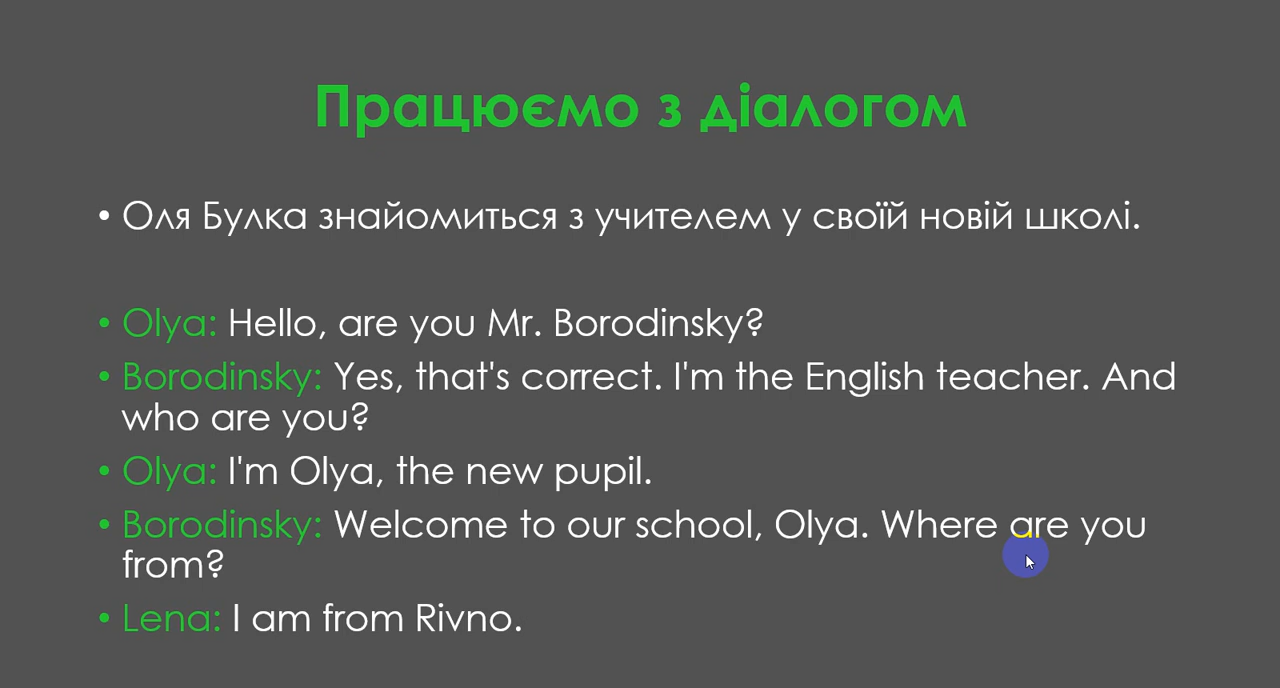 Працюємо з діалогом
• Оля Булка знайомиться з учителем у своїй новій школі.
• Olya: Hello, are you Mr. Borodinsky?
• Borodinsky: Yes, that's correct. I'm the English teacher. And
who are you?
• Olya: I'm Olya, the new pupil.
• Borodinsky: Welcome to our school, Olya. Where are you
from?
• Lena: I am from Rivno.